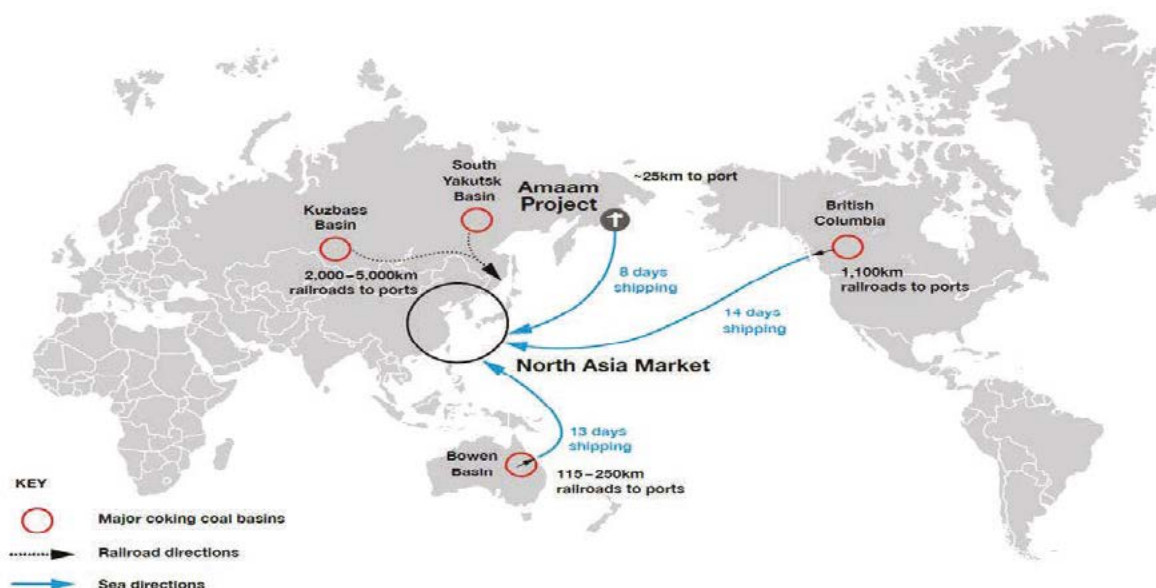 South
Yakutsk
Basin
Amaam
Project
~25km to port
Kuzbass
Basin
British
Columbia
2,000–5,000km
railroads to ports
8 days
shipping
1,100km
railroads to ports
14 days
shipping
North Asia Market
13 days
shipping
Bowen
Basin
115–250km
railroads to ports
KEY
Major coking coal basins
Railroad directions
Sea directions